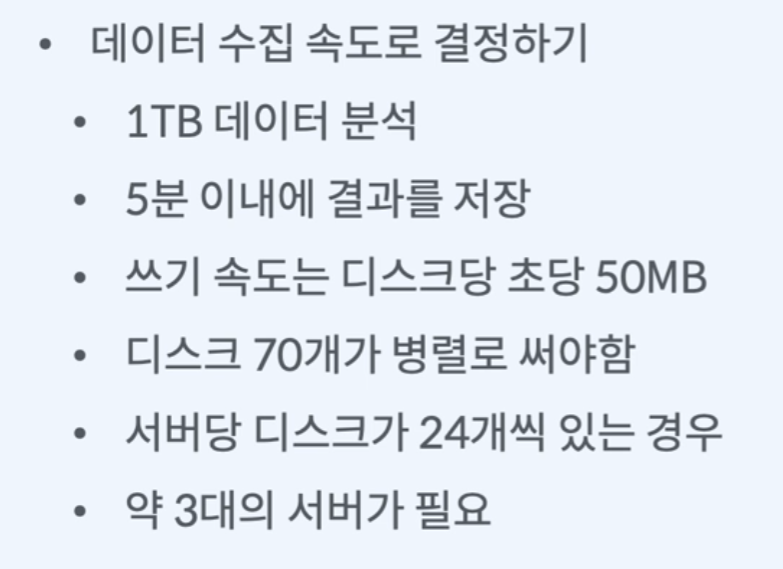 • 데이터 수집 속도로 결정하기
• 1TB 데이터 분석
• 5분 이내에 결과를 저장
• 쓰기 속도는 디스크당 초당 50MB
• 디스크 70개가 병렬로 써야함
• 서버당 디스크가 24개씩 있는 경우
• 약 3대의 서버가 필요